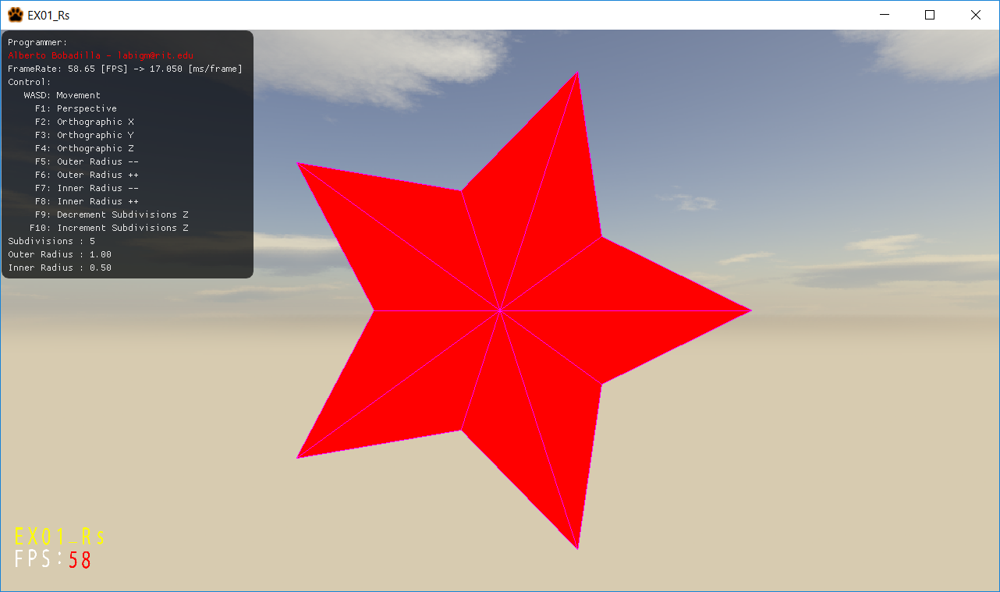 EX01_Rs
Programmer:
Alberto Bobadilla - labigm@rit.edu
FrameRate: 58.65 [FPS] -> 17.050 [ms/frame]
Control:
WASD: Movement
F1: Perspective
F2: Orthographic X
F3: Orthographic Y
F4: Orthographic Z
F5: Outer Radius --
F6: Outer Radius ++
F7: Inner Radius --
F8: Inner Radius ++
F9: Decrement Subdivisions Z
F10: Increment Subdivisions Z
Subdivisions : 5
Outer Radius : 1.00
Inner Radius : 0.50
EX01_Rs
FPS:58